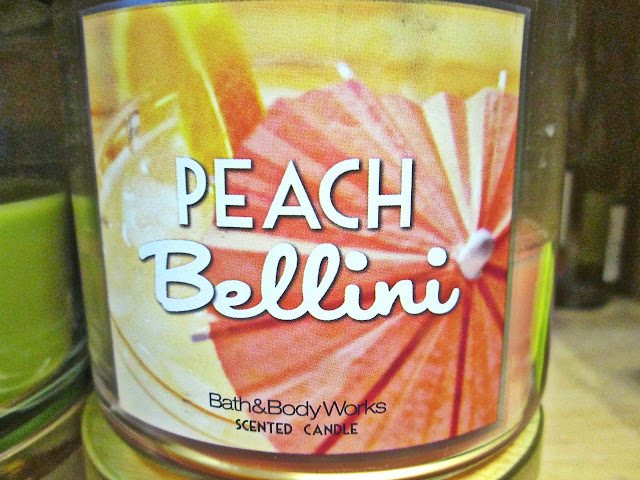 PEACH
Bellini
Bath&BodyWorks
SCENTED CANDLE